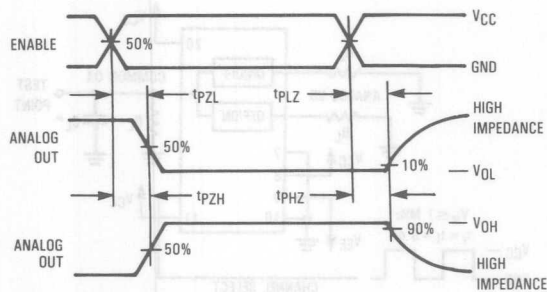 VCC
ENABLE
50%
50%
GND
tPZL
tPLZ
HIGH
IMPEDANCE
ANALOG
OUT
50%
10%
VOL
tPZH
tPHZ
VOH
90%
ANALOG
OUT
50%
HIGH
IMPEDANCE